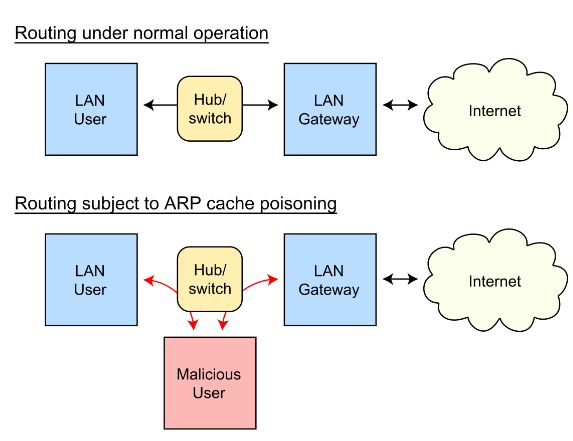 Routing under normal operation
LAN
User
Hub/
switch
LAN
Gateway
Internet
Routing subject to ARP cache poisoning
LAN
User
Hub/
switch
LAN
Gateway
Internet
Malicious
User